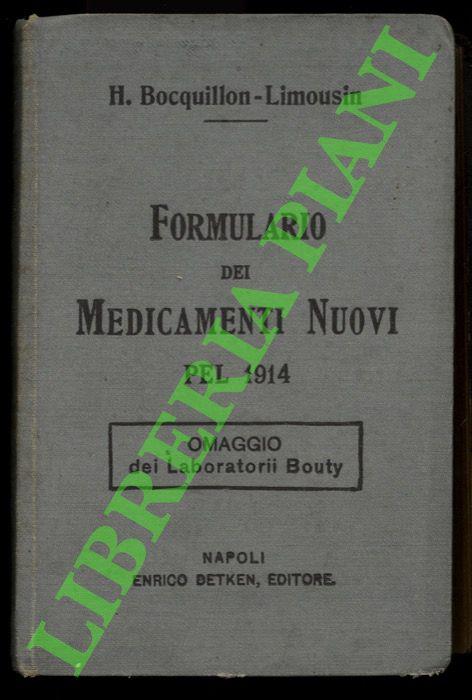 H. Bocquillon-Limousin
FORMULARIO
DEI
MEDICAMENTI NUOVI
PEL 1914
OMAGGIO
dei Laboratorii Bouty
NAPOLI
ENRICO DETKEN, EDITORE.
LIBRERIA PIANI